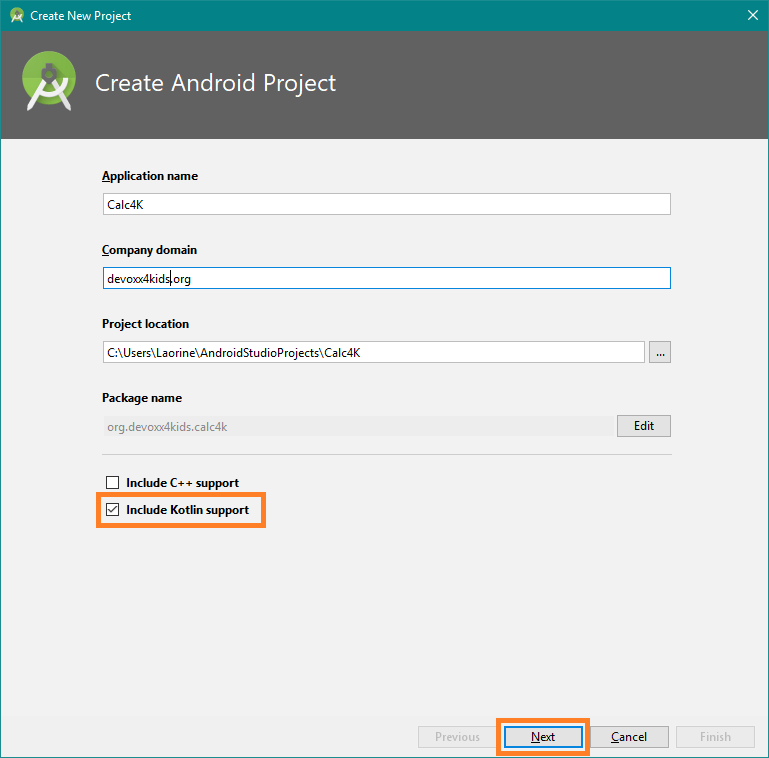 Create New Project
Create Android Project
Application name
Calc4K
Company domain
devoxx4kids.org
Project location
C:\Users\Laorine\AndroidStudioProjects\Calc4K
...
Package name
org.devoxx4kids.calc4k
Edit
Include C++ support
Include Kotlin support
Previous Next Cancel Finish